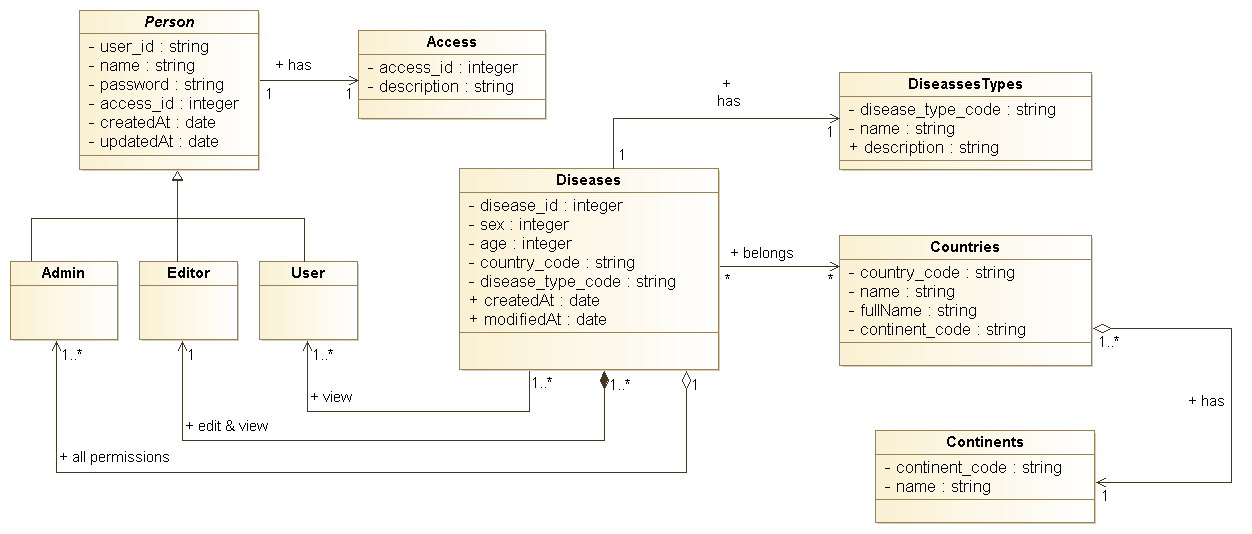 Person
- user_id : string
- name : string
- password : string
- access_id : integer
- createdAt : date
- updatedAt : date
+ has
1
1
Access
- access_id : integer
- description : string
+
has
1
1
DiseassesTypes
- disease_type_code : string
- name : string
+ description : string
Diseases
- disease_id : integer
- sex : integer
- age : integer
- country_code : string
- disease_type_code : string
+ createdAt : date
+ modifiedAt : date
+ belongs
*
*
Countries
- country_code : string
- name : string
- fullName : string
- continent_code : string
Admin
Editor
User
1..*
1
1..*
1..*
1..*
1
+ view
+ edit & view
+ all permissions
1..*
+ has
1
Continents
- continent_code : string
- name : string